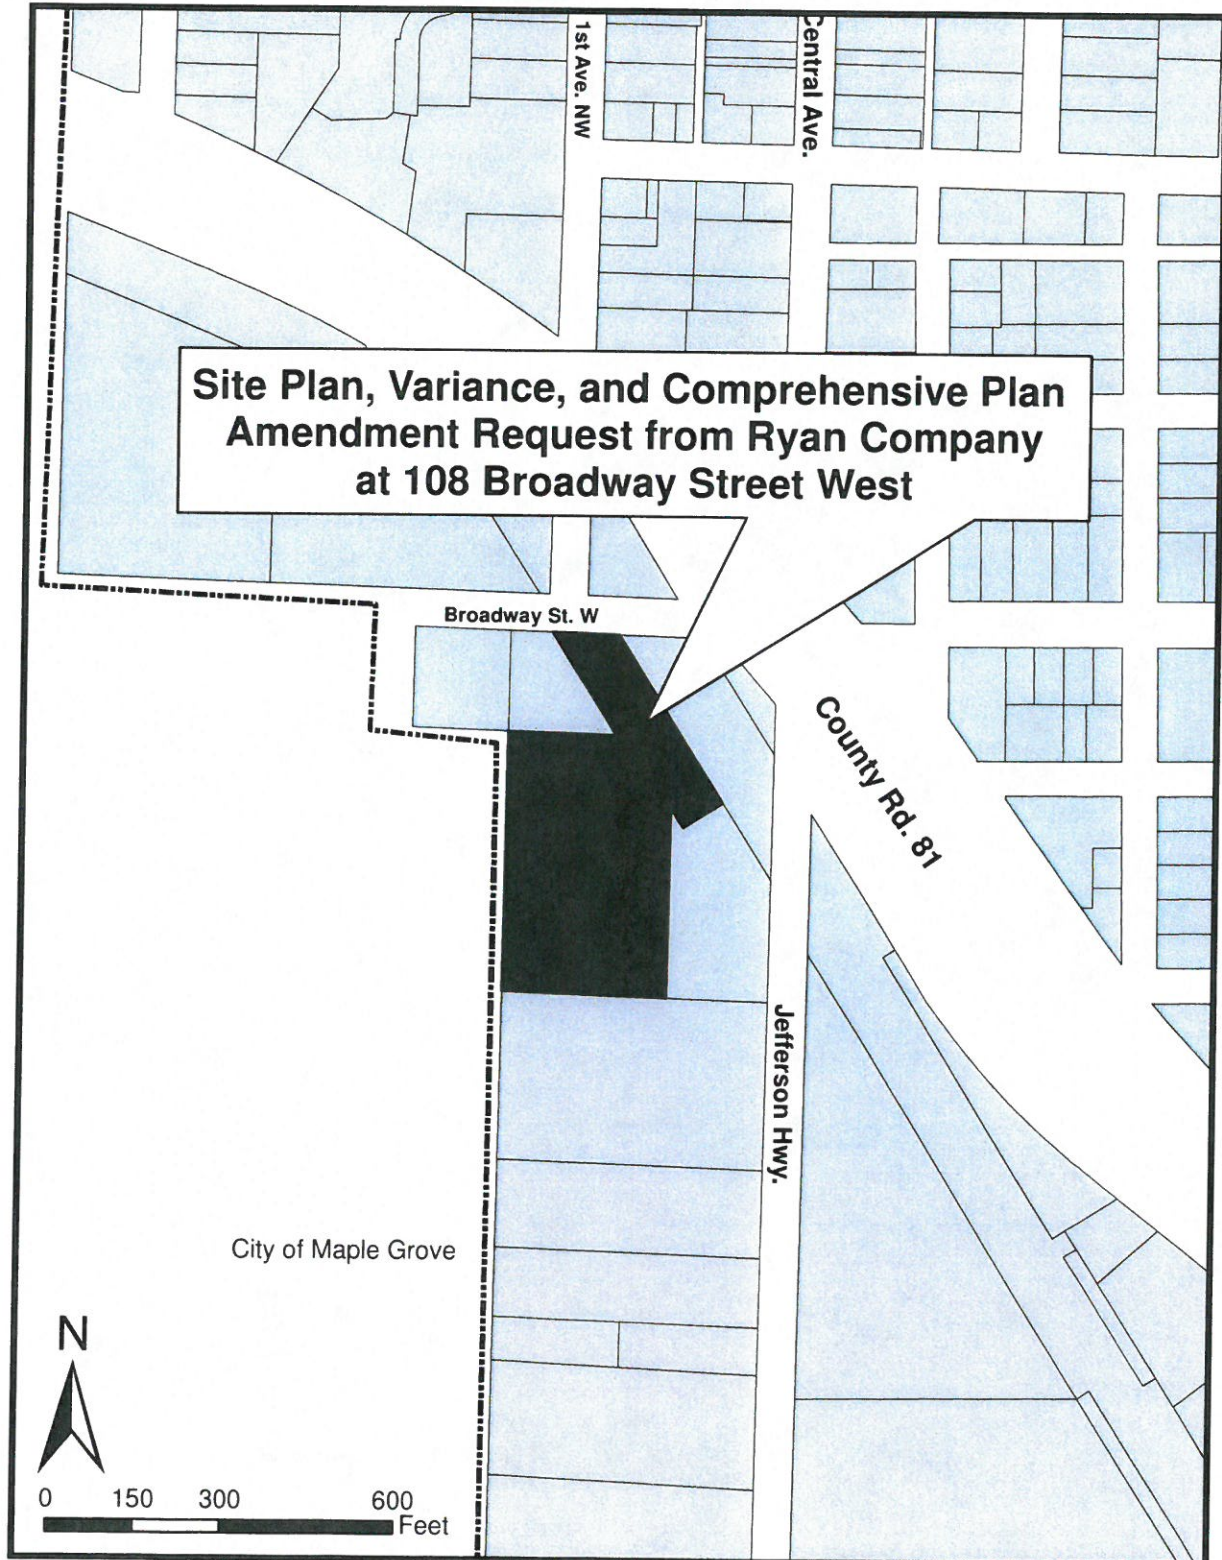 1st Ave. NW
Central Ave.
Site Plan, Variance, and Comprehensive Plan
Amendment Request from Ryan Company
at 108 Broadway Street West
Broadway St. W
County Rd. 81
Jefferson Hwy.
City of Maple Grove
N
0 150 300 600
Feet